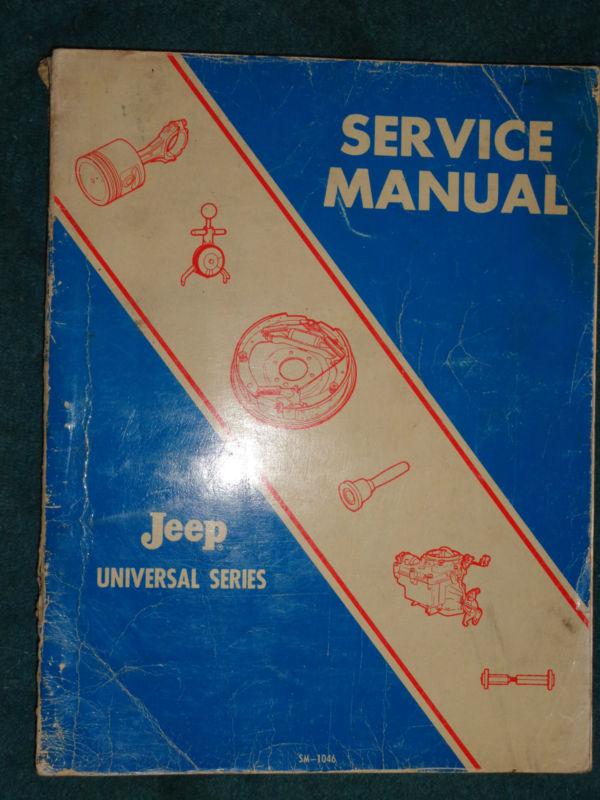 SERVICE
MANUAL
Jeep®
UNIVERSAL SERIES
SM-1046